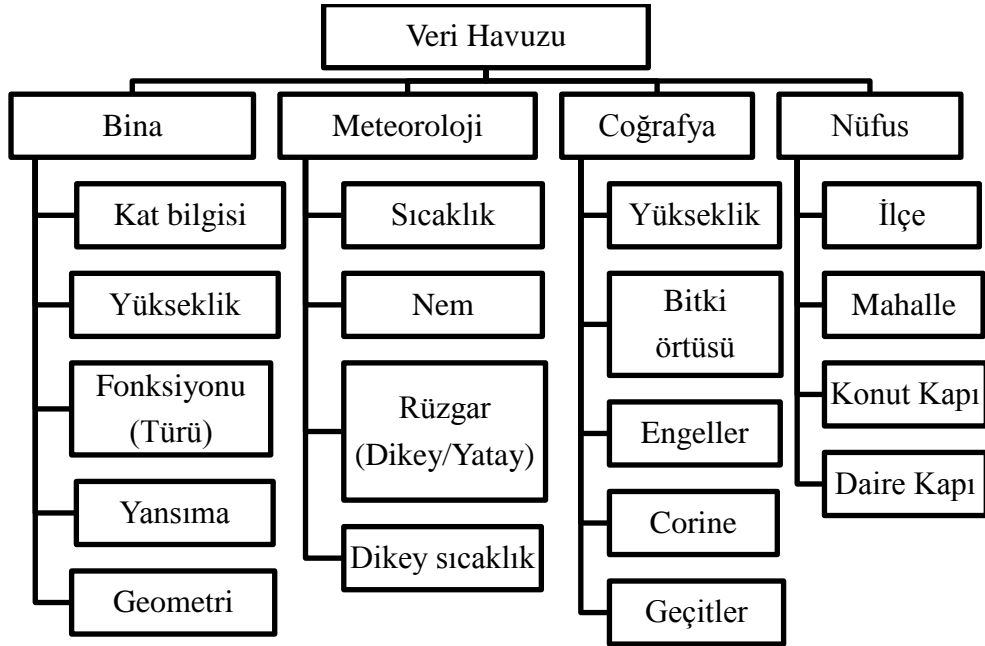 Veri Havuzu
Bina
Kat bilgisi
Yükseklik
Fonksiyonu
(Türü)
Yansıma
Geometri
Meteoroloji
Sıcaklık
Nem
Rüzgar
(Dikey/Yatay)
Dikey sıcaklık
Coğrafya
Yükseklik
Bitki
örtüsü
Engeller
Corine
Geçitler
Nüfus
İlçe
Mahalle
Konut Kapı
Daire Kapı